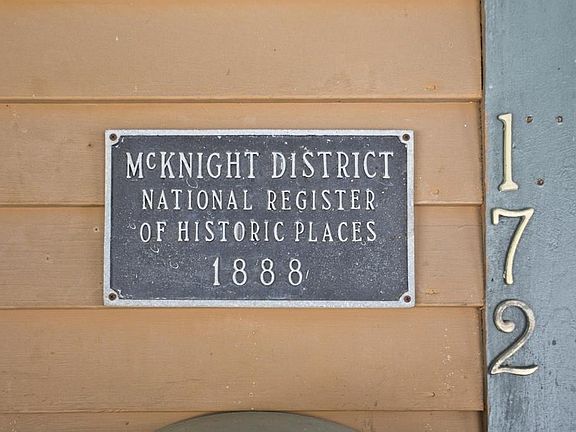 McKNIGHT DISTRICT
NATIONAL REGISTER
OF HISTORIC PLACES
1888
172